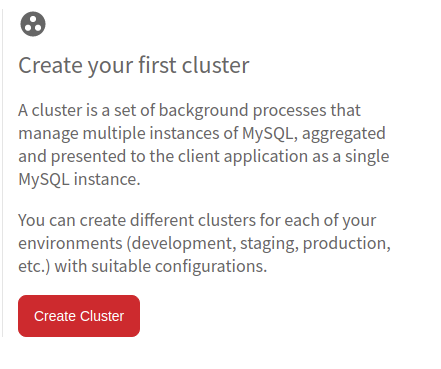 Create your first cluster
A cluster is a set of background processes that
manage multiple instances of MySQL, aggregated
and presented to the client application as a single
MySQL instance.
You can create different clusters for each of your
environments (development, staging, production,
etc.) with suitable configurations.
Create Cluster